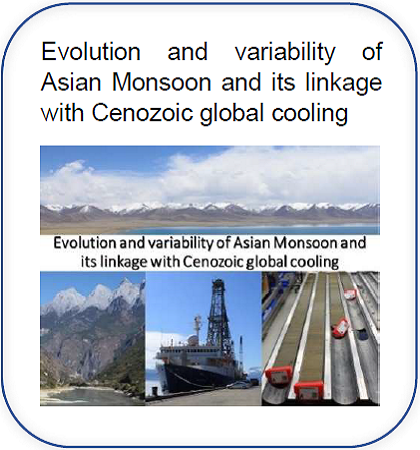 Evolution and variability of
Asian Monsoon and its linkage
with Cenozoic global cooling
Evolution and variability of Asian Monsoon and
its linkage with Cenozoic global cooling